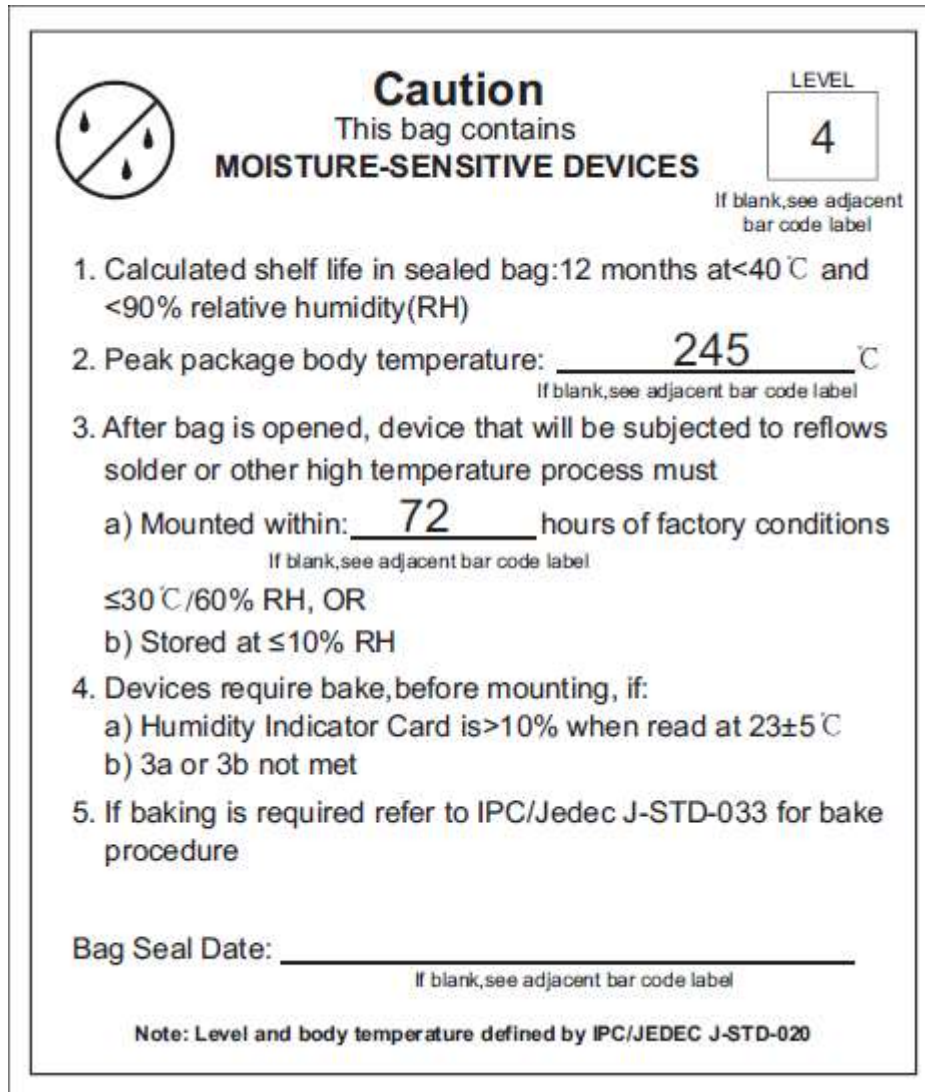 Caution
This bag contains
MOISTURE-SENSITIVE DEVICES
LEVEL
4
If blank,see adjacent
bar code label
1. Calculated shelf life in sealed bag:12 months at<40℃ and
<90% relative humidity(RH)
2. Peak package body temperature: 245 ℃
If blank,see adjacent bar code label
3. After bag is opened, device that will be subjected to reflows
solder or other high temperature process must
a) Mounted within: 72 hours of factory conditions
If blank,see adjacent bar code label
≤30℃/60% RH, OR
b) Stored at ≤10% RH
4. Devices require bake,before mounting, if:
a) Humidity Indicator Card is>10% when read at 23±5℃
b) 3a or 3b not met
5. If baking is required refer to IPC/Jedec J-STD-033 for bake
procedure
Bag Seal Date:
If blank,see adjacent bar code label
Note: Level and body temperature defined by IPC/JEDEC J-STD-020